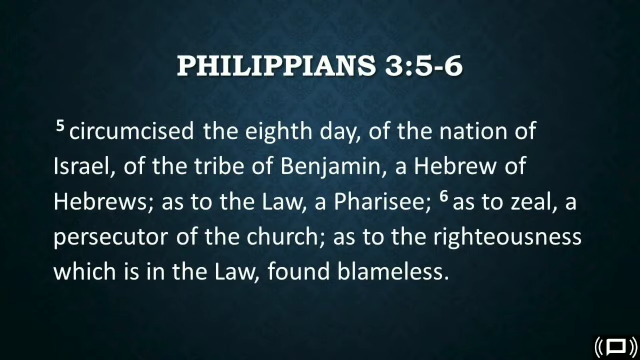 PHILIPPIANS 3:5-6
5 circumcised the eighth day, of the nation of
Israel, of the tribe of Benjamin, a Hebrew of
Hebrews; as to the Law, a Pharisee; 6 as to zeal, a
persecutor of the church; as to the righteousness
which is in the Law, found blameless.